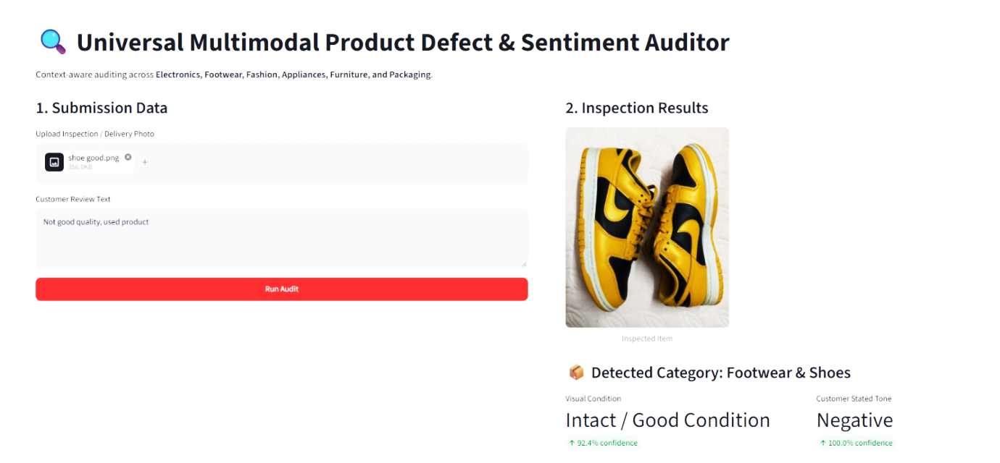 Universal Multimodal Product Defect & Sentiment Auditor
Context-aware auditing across Electronics, Footwear, Fashion, Appliances, Furniture, and Packaging.
1. Submission Data
Upload Inspection / Delivery Photo
shoe good.png
356.0KB
+
Customer Review Text
Not good quality, used product
Run Audit
2. Inspection Results
Inspected Item
Detected Category: Footwear & Shoes
Visual Condition
Intact / Good Condition
↑ 92.4% confidence
Customer Stated Tone
Negative
↑ 100.0% confidence